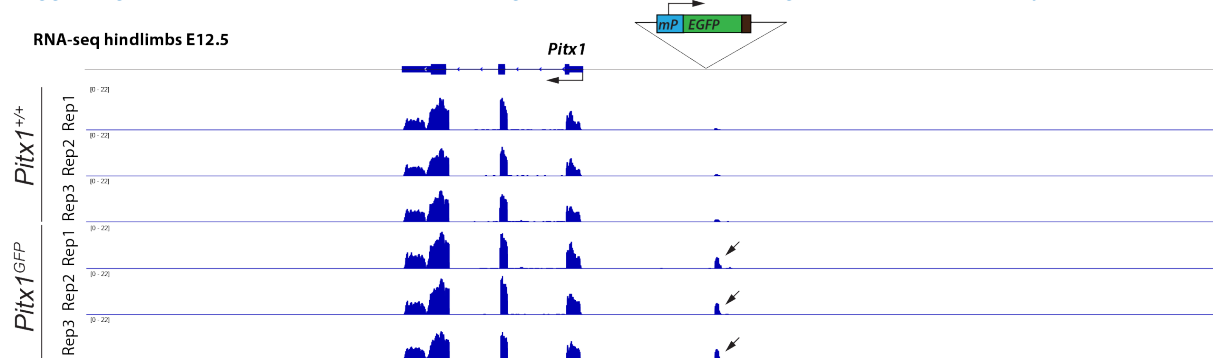 mP EGFP
RNA-seq hindlimbs E12.5
Pitx1
[0 - 22]
Pitx1+/+
Rep1
[0 - 22]
Rep2
[0 - 22]
Rep3
[0 - 22]
Pitx1GFP
Rep1
[0 - 22]
Rep2
[0 - 22]
Rep3